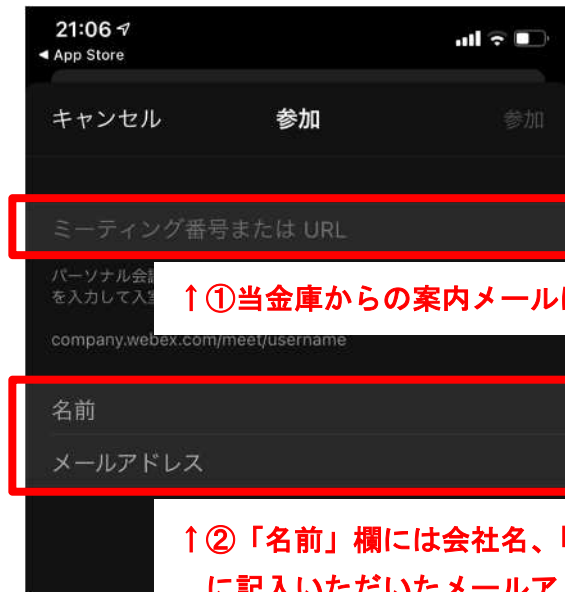 21:06
◀ App Store
キャンセル 参加 参加
ミーティング番号または URL
パーソナル会
を入力して入
↑①当金庫からの案内メール
company.webex.com/meet/username
名前
メールアドレス
↑②「名前」欄には会社名、「
に記入いただいたメールア